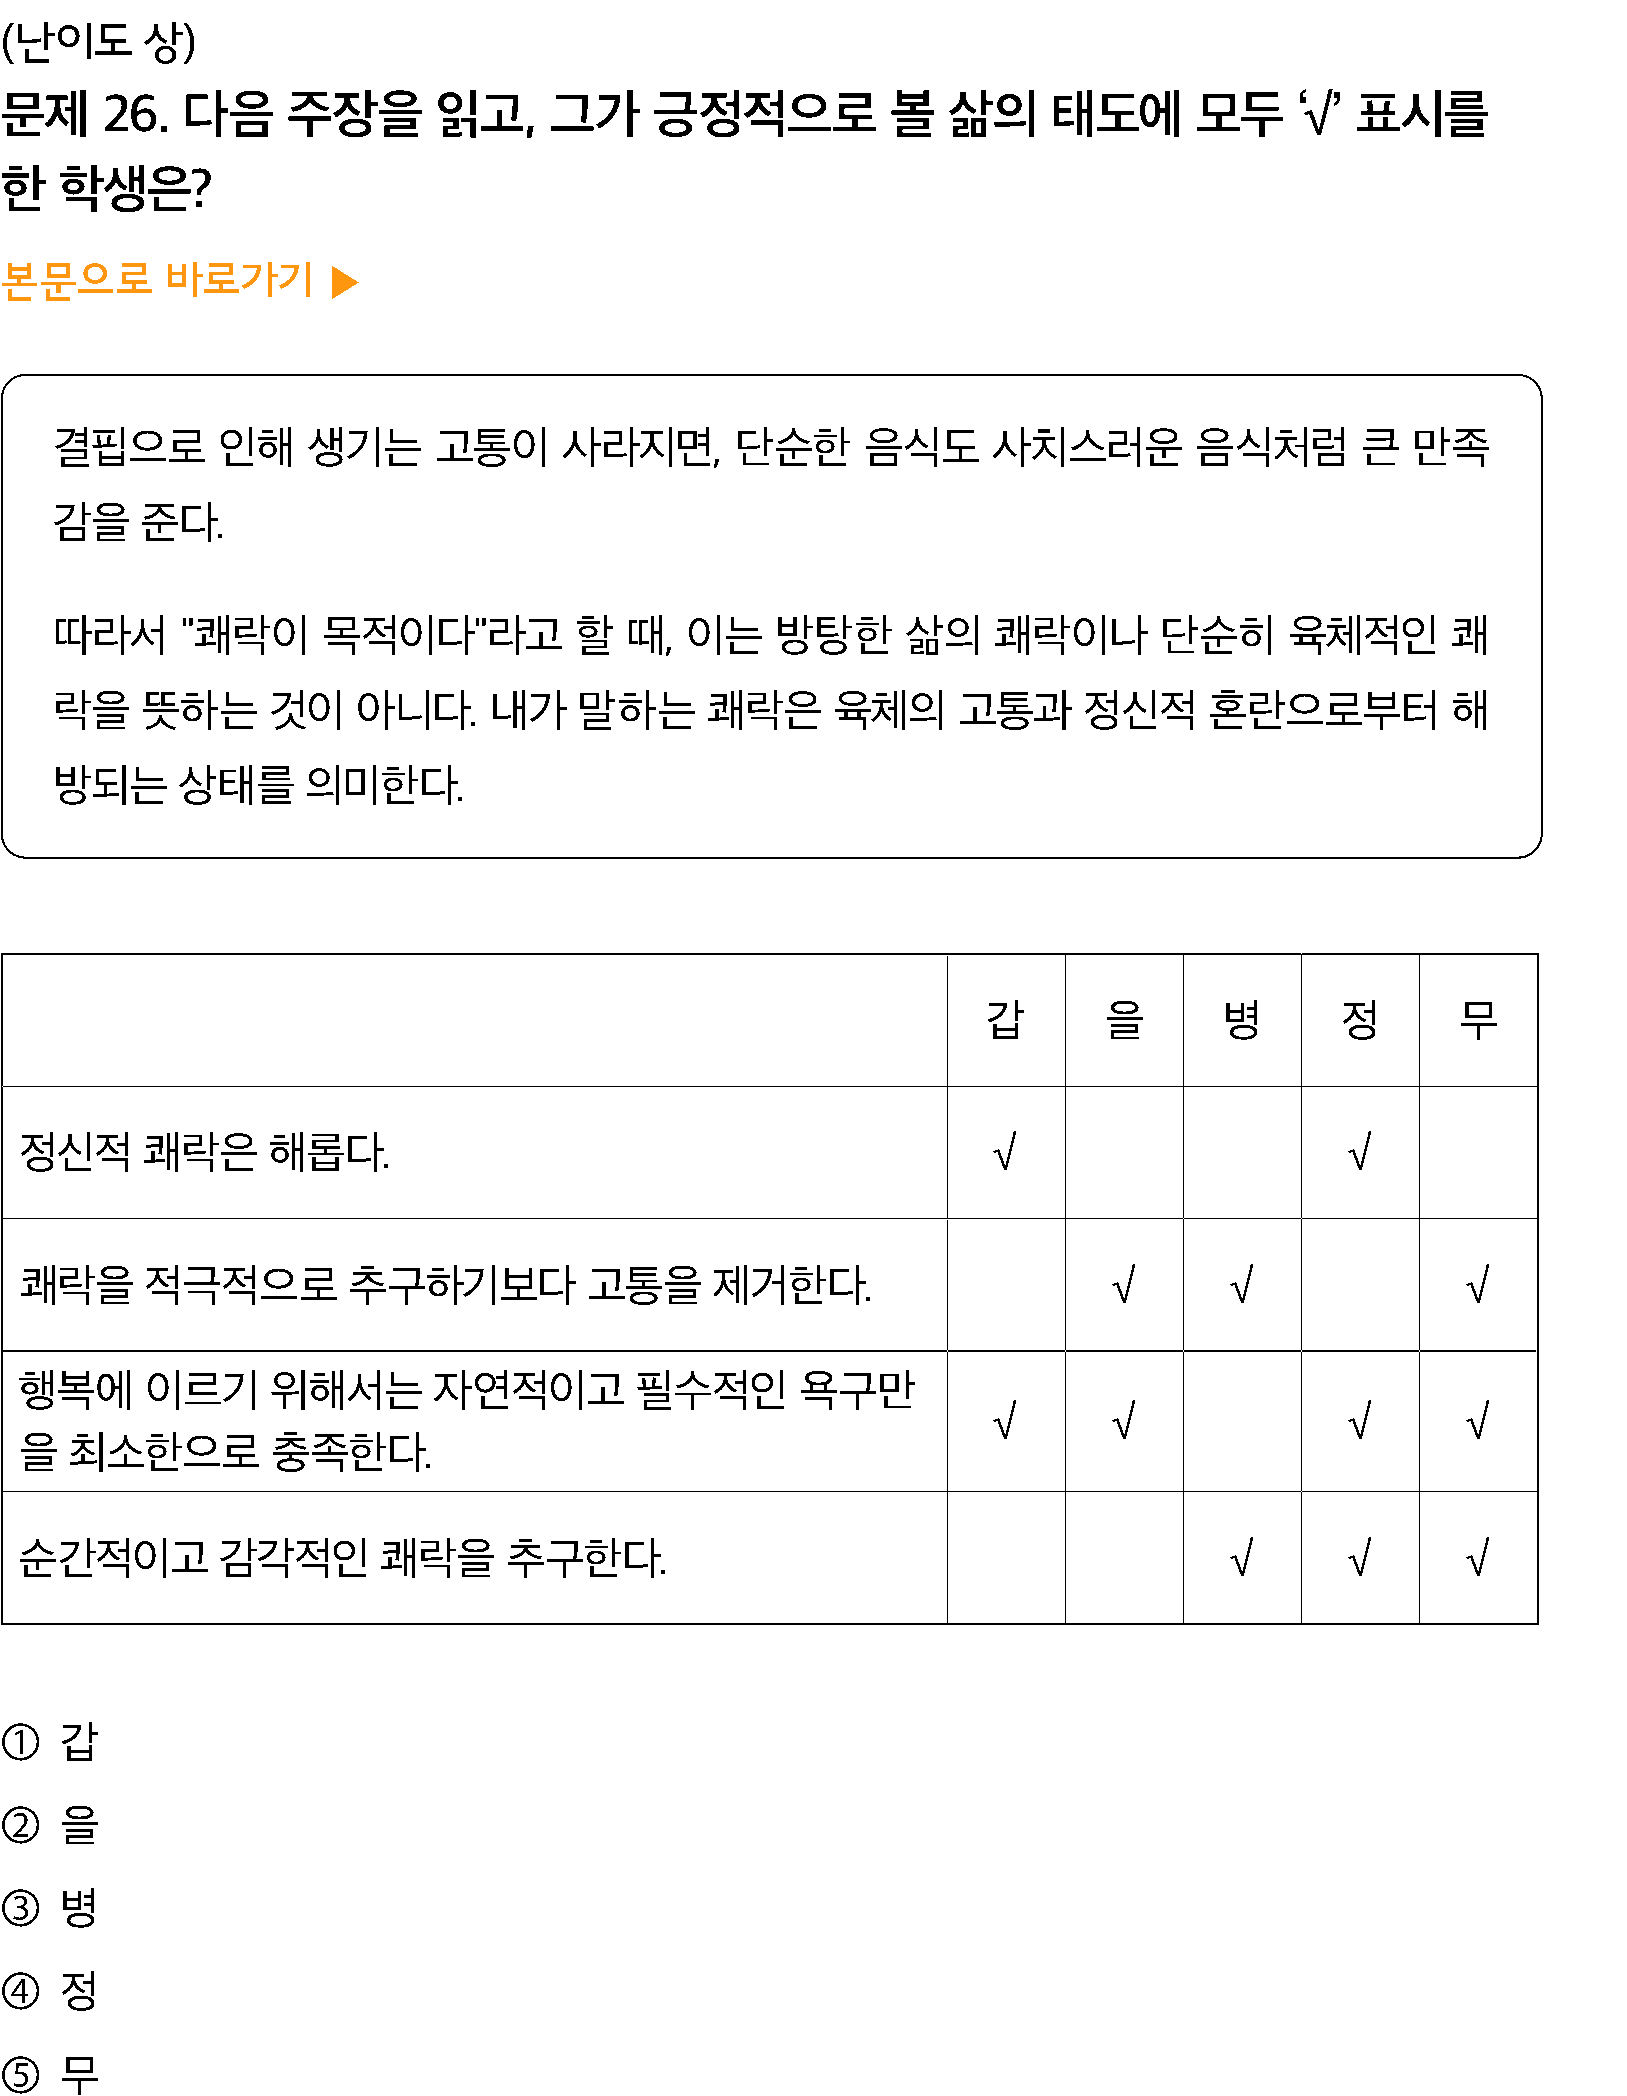 (난이도 상)
문제 26. 다음 주장을 읽고, 그가 긍정적으로 볼 삶의 태도에 모두 ‘√’ 표시를
한 학생은?
본문으로 바로가기 ▶
결핍으로 인해 생기는 고통이 사라지면, 단순한 음식도 사치스러운 음식처럼 큰 만족
감을 준다.
따라서 "쾌락이 목적이다"라고 할 때, 이는 방탕한 삶의 쾌락이나 단순히 육체적인 쾌
락을 뜻하는 것이 아니다. 내가 말하는 쾌락은 육체의 고통과 정신적 혼란으로부터 해
방되는 상태를 의미한다.
갑 을 병 정 무
정신적 쾌락은 해롭다. √ √
쾌락을 적극적으로 추구하기보다 고통을 제거한다. √ √ √
행복에 이르기 위해서는 자연적이고 필수적인 욕구만
을 최소한으로 충족한다. √ √ √ √
순간적이고 감각적인 쾌락을 추구한다. √ √ √
① 갑
② 을
③ 병
④ 정
⑤ 무